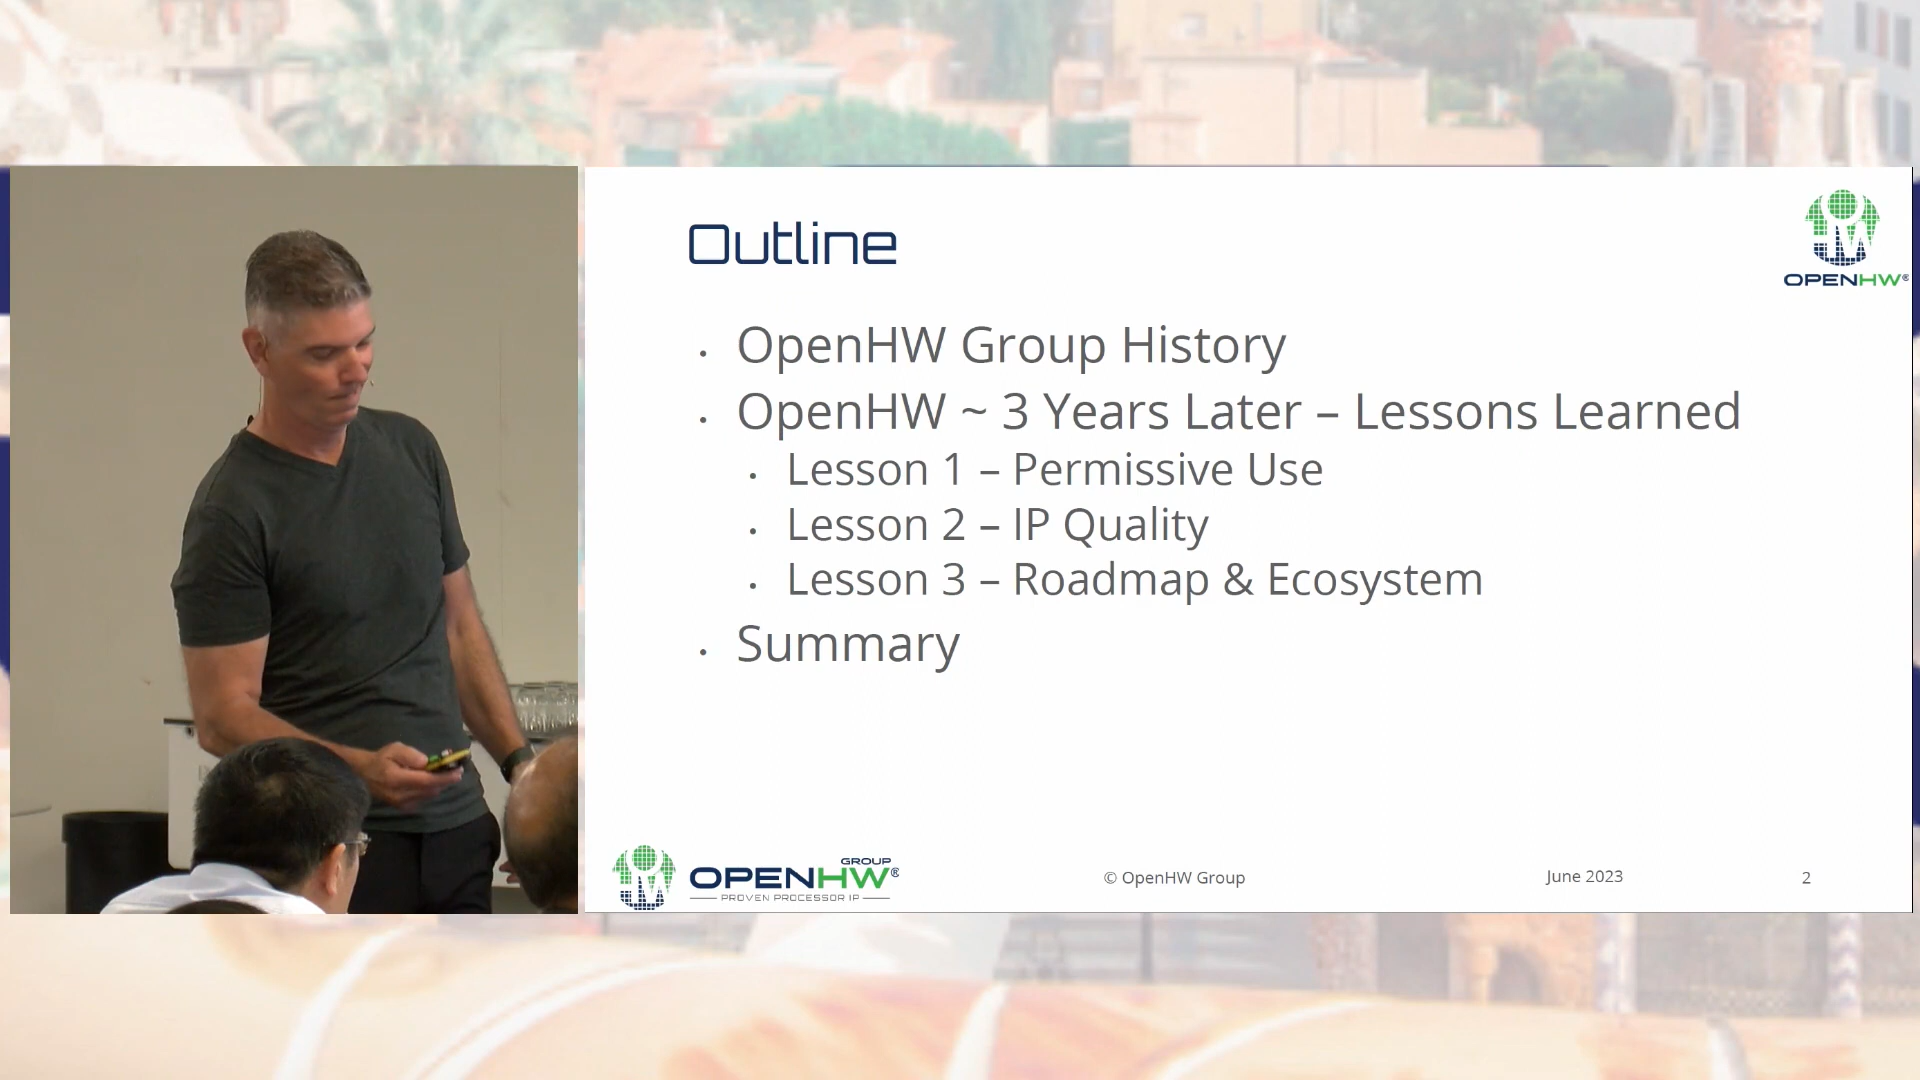 Outline
OPENHW®
• OpenHW Group History
• OpenHW ~ 3 Years Later – Lessons Learned
• Lesson 1 – Permissive Use
• Lesson 2 – IP Quality
• Lesson 3 – Roadmap & Ecosystem
• Summary
GROUP
OPENHW®
PROVEN PROCESSOR IP
© OpenHW Group
June 2023
2